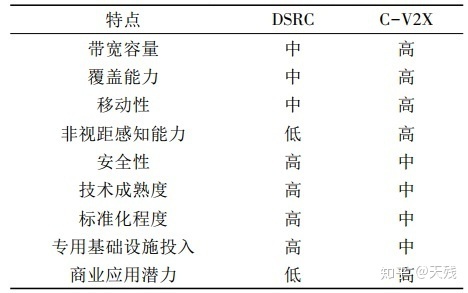 特点 DSRC C-V2X
带宽容量 中 高
覆盖能力 中 高
移动性 中 高
非视距感知能力 低 高
安全性 高 中
技术成熟度 高 中
标准化程度 高 中
专用基础设施投入 高 中
商业应用潜力 低 高
知乎 @天残